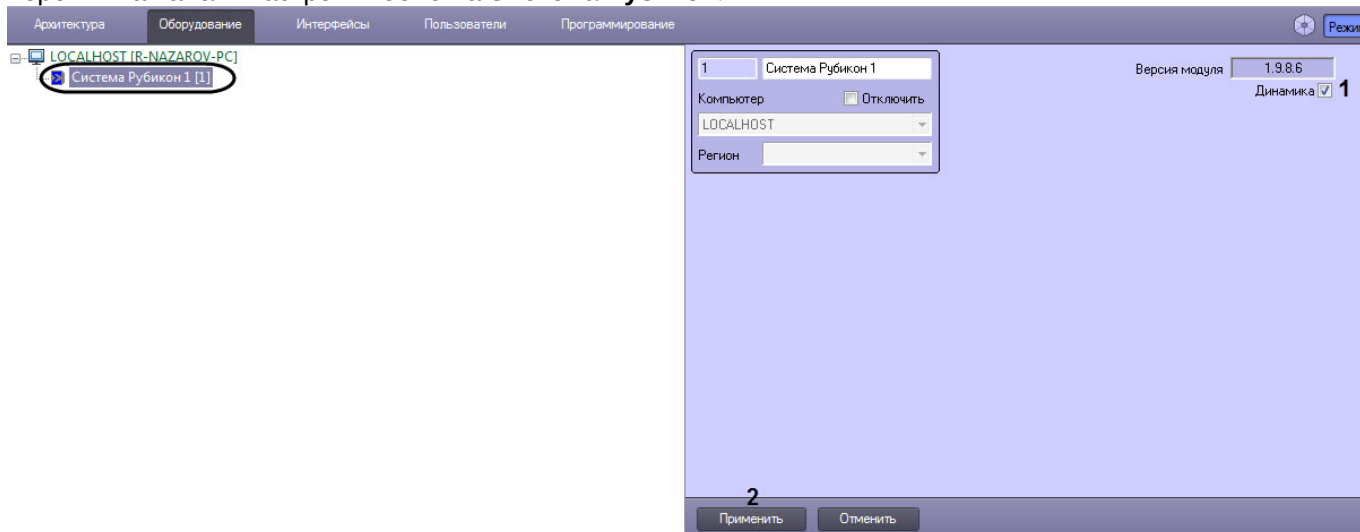 Архитектура Оборудование Интерфейсы Пользователи Программирование
LOCALHOST [R-NAZAROV-PC]
Система Рубикон 1 [1]
1 Система Рубикон 1
Компьютер Отключить
LOCALHOST
Регион
Версия модуля 1.9.8.6
Динамика 1
2
Применить Отменить